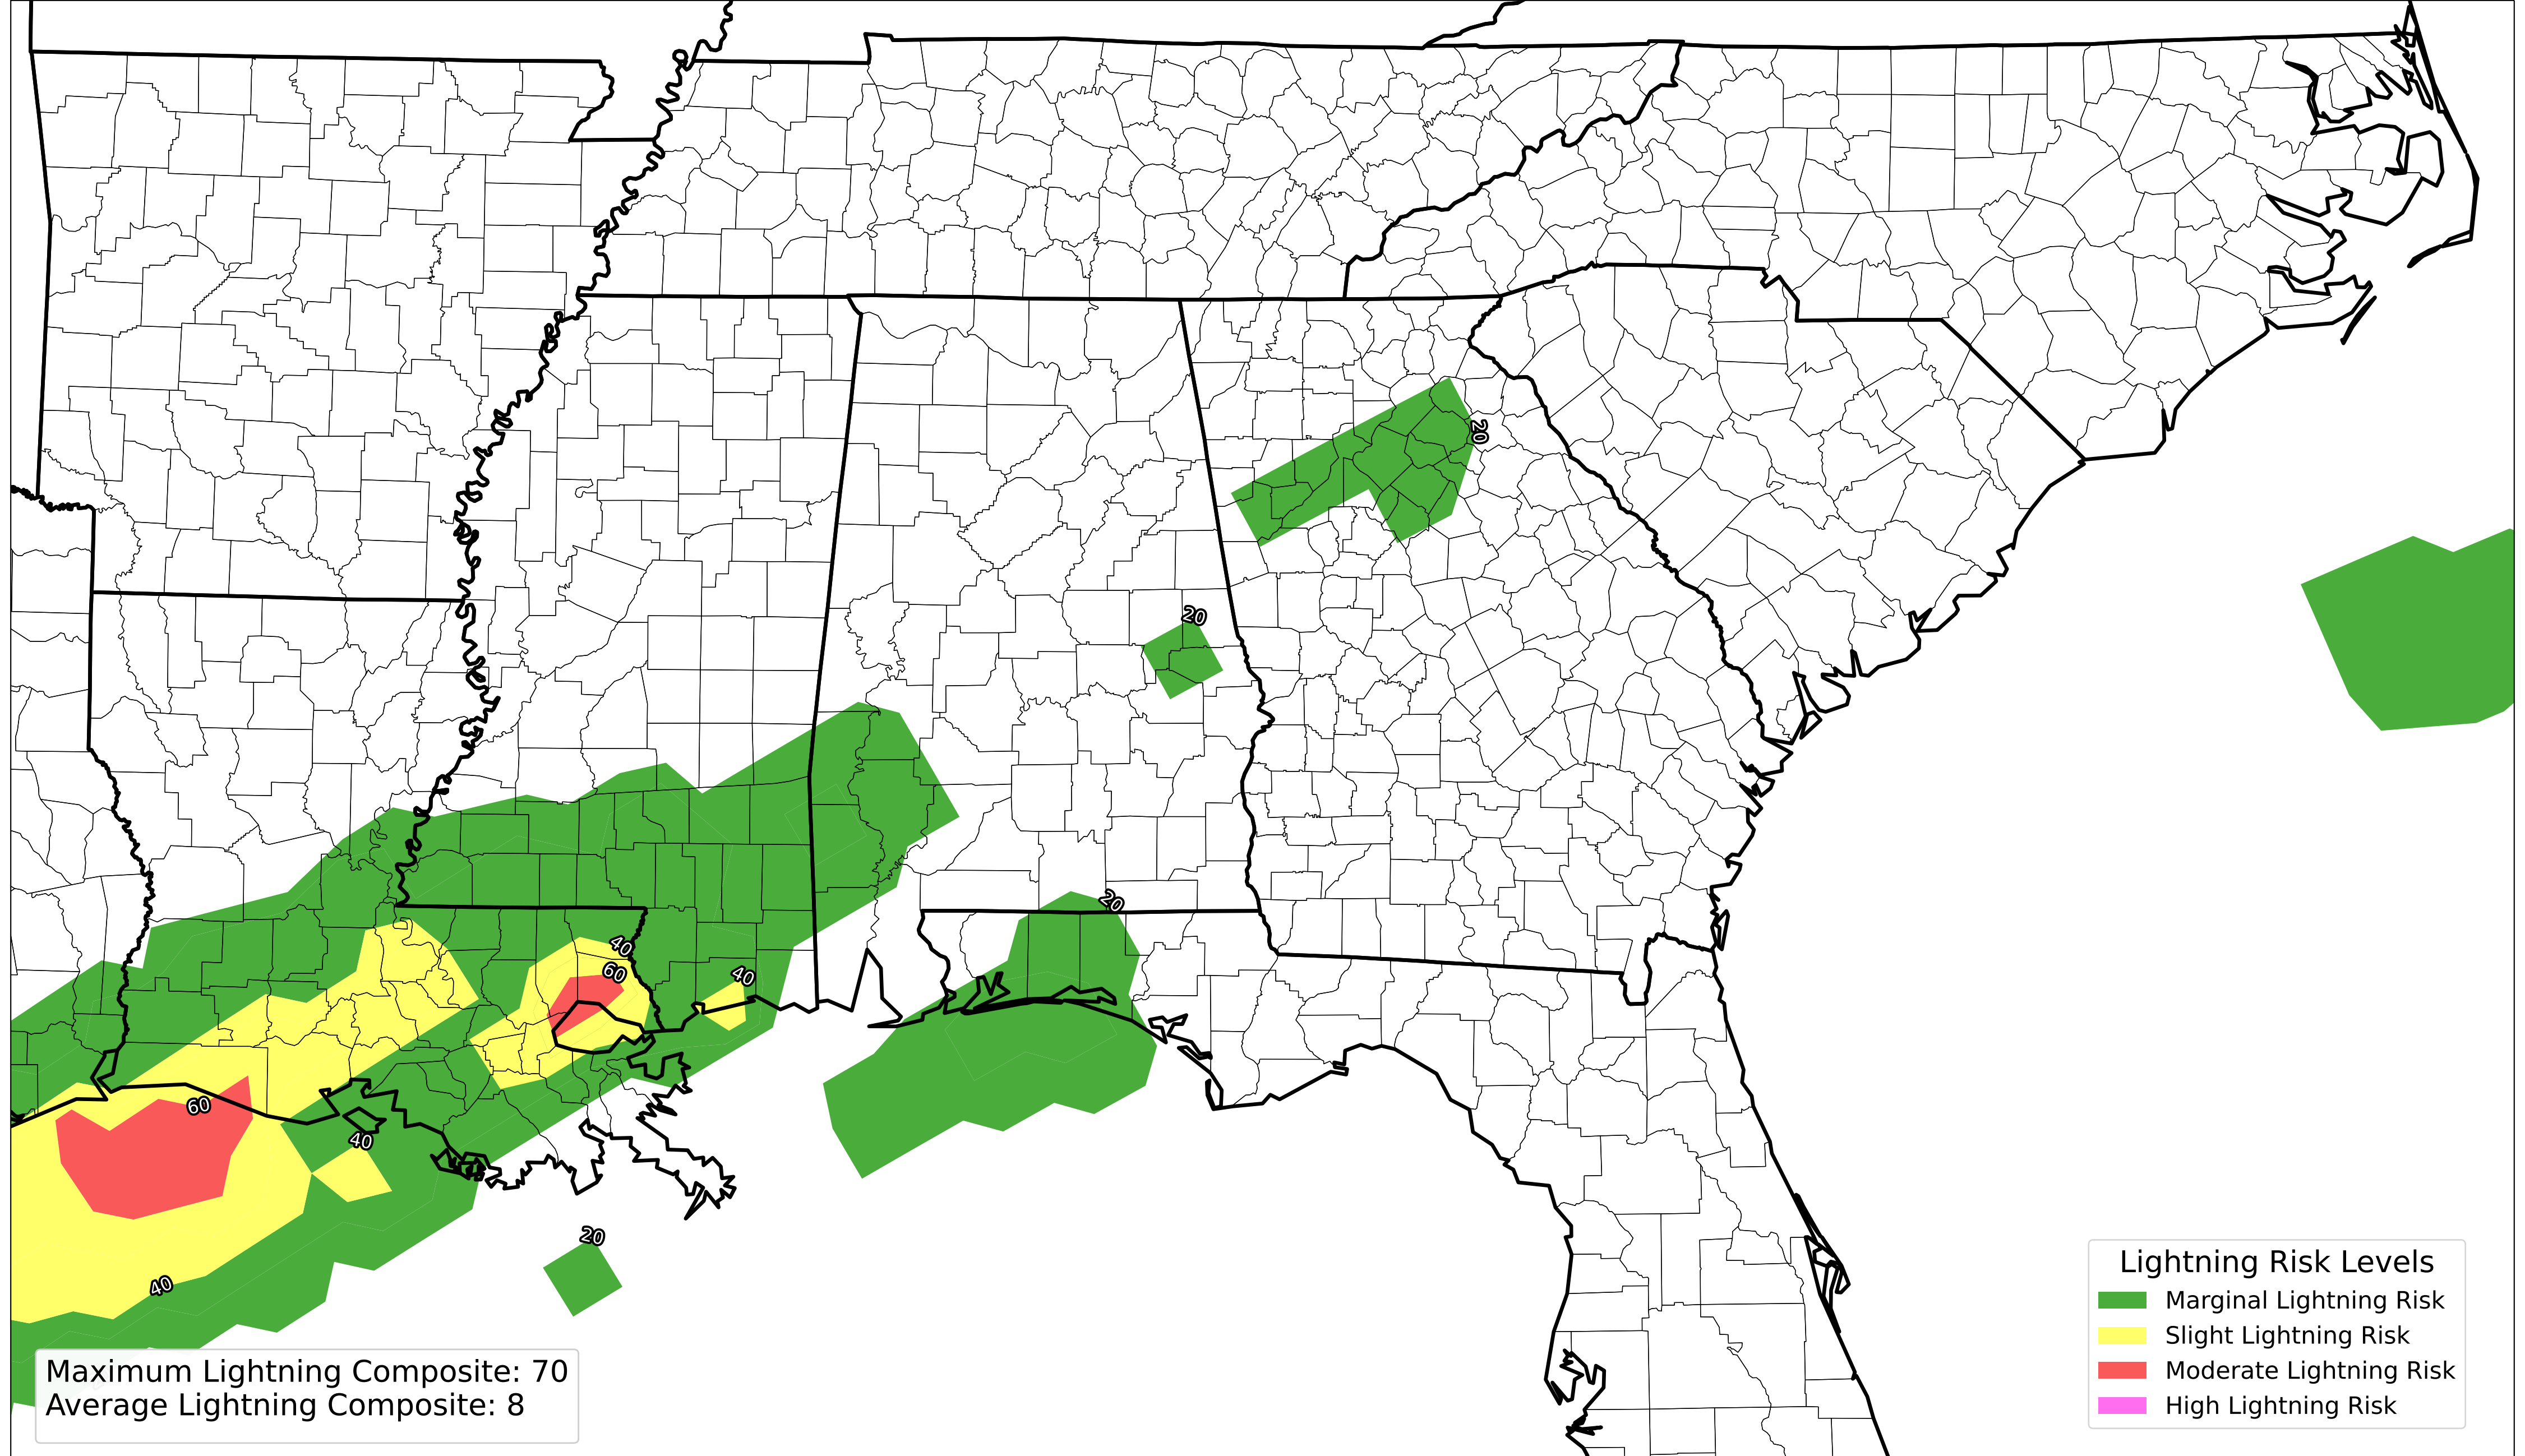 20
20
20
40
60
40
60
40
20
40
Maximum Lightning Composite: 70
Average Lightning Composite: 8
Lightning Risk Levels
Marginal Lightning Risk
Slight Lightning Risk
Moderate Lightning Risk
High Lightning Risk